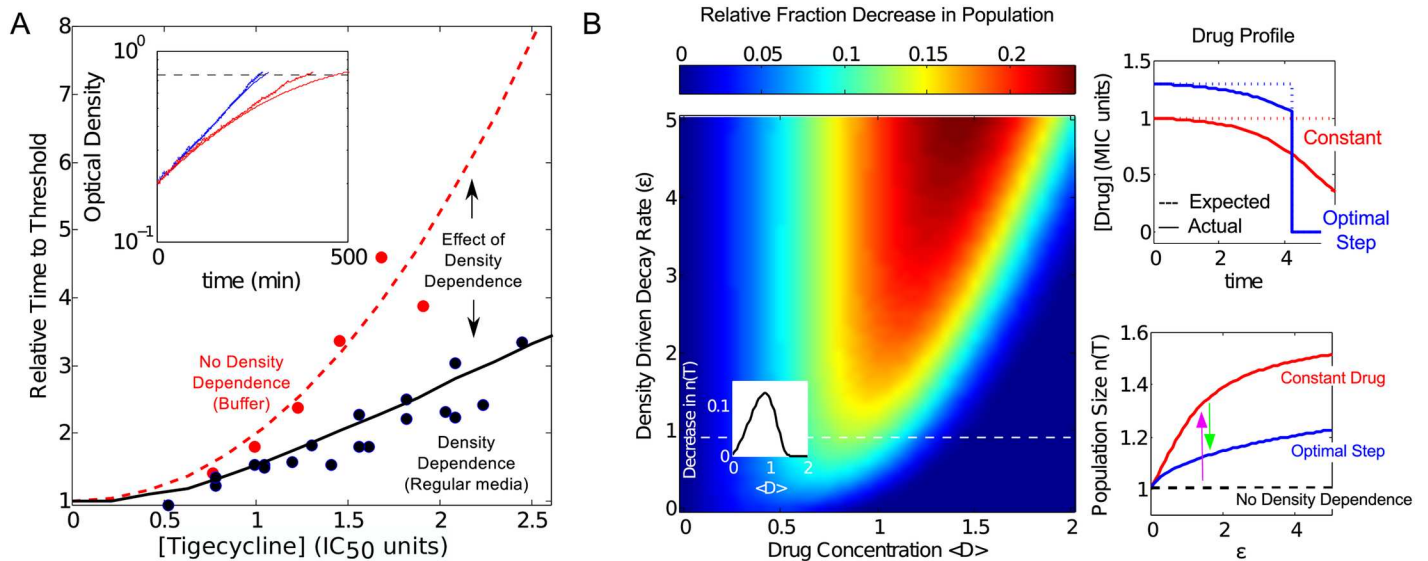 A
8
7
6
5
4
3
2
1
0
0.5
1
1.5
2
2.5
Relative Time to Threshold
[Tigecycline] (IC50 units)
10^0
10^-1
Optical Density
0
500
time (min)
Effect of
Density
Dependence
No Density
Dependence
(Buffer)
Density
Dependence
(Regular media)
B
Relative Fraction Decrease in Population
0 0.05 0.1 0.15 0.2
5
4
3
2
1
0
Density Driven Decay Rate (ε)
0 0.5 1 1.5 2
Drug Concentration <D>
Decrease in n(T)
0.1
0
0 1 2
<D>
Drug Profile
1.5
1
0.5
0
[Drug] (MIC units)
Constant
Expected
Actual
Optimal
Step
0 4
time
1.6
1.4
1.2
1
Population Size n(T)
Constant Drug
Optimal Step
No Density Dependence
0 2 4
ε